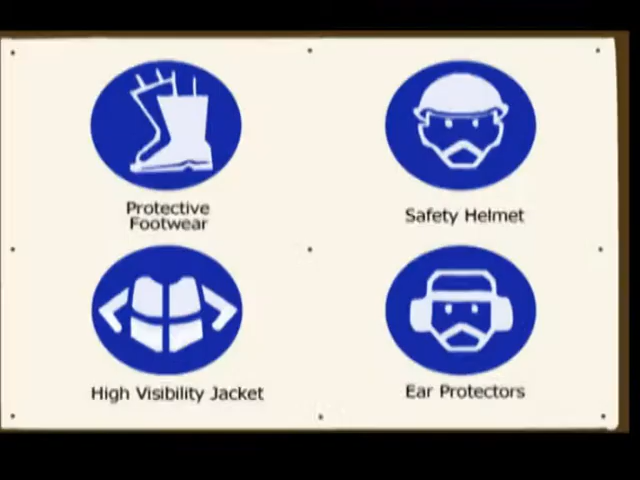 Protective
Footwear
Safety Helmet
High Visibility Jacket
Ear Protectors